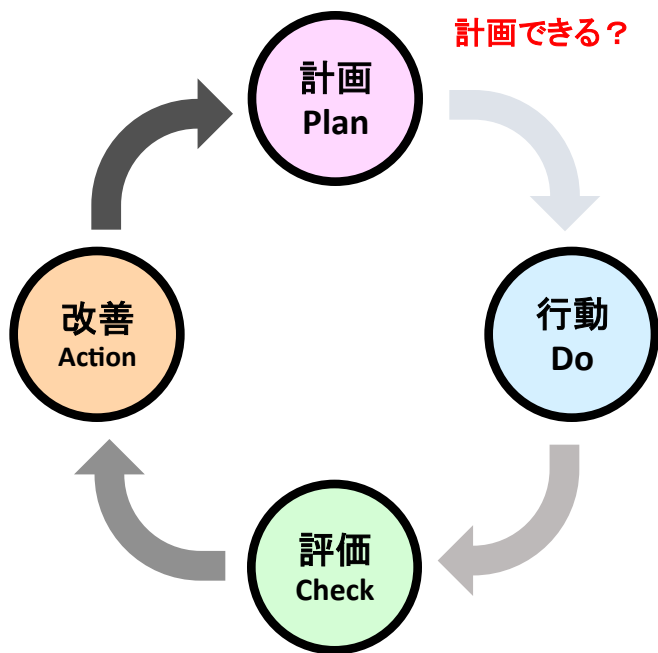 計画できる？
計画
Plan
行動
Do
評価
Check
改善
Action